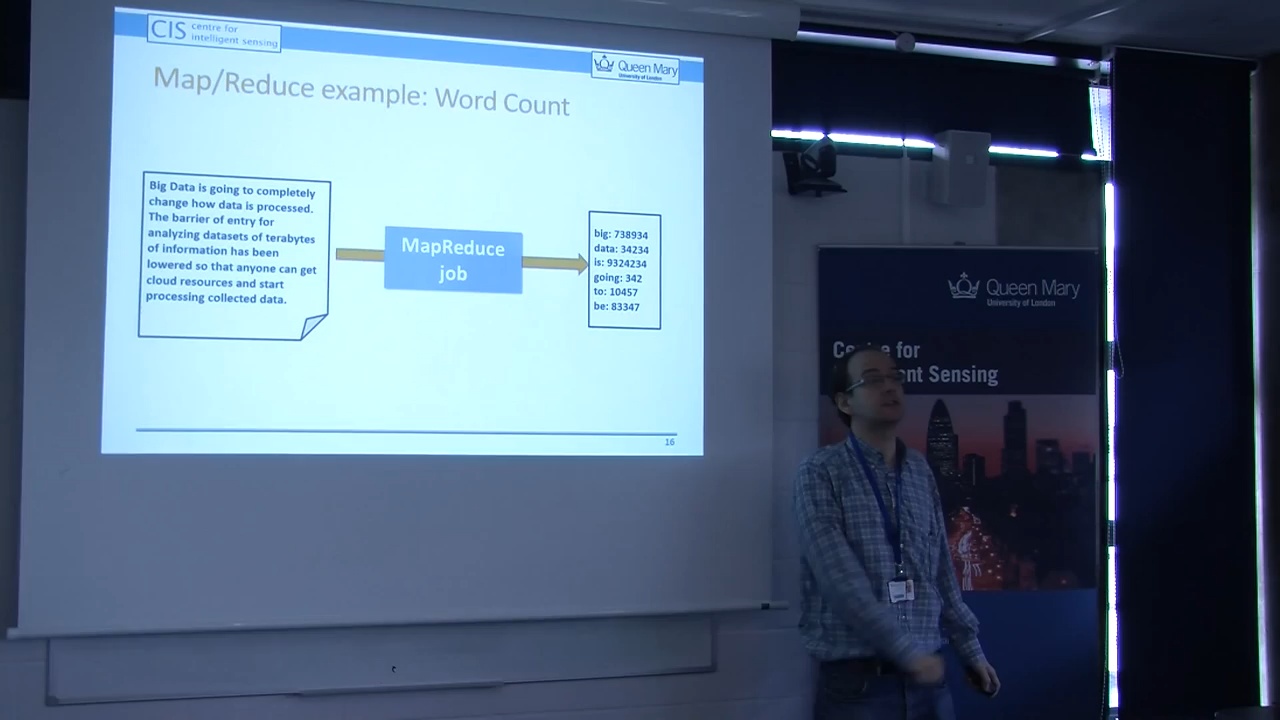 CIS centre for
intelligent sensing
Queen Mary
University of London
Map/Reduce example: Word Count
Big Data is going to completely
change how data is processed.
The barrier of entry for
analyzing datasets of terabytes
of information has been
lowered so that anyone can get
cloud resources and start
processing collected data.
MapReduce
job
big: 738934
data: 34234
is: 9324234
going: 342
to: 10457
be: 83347
16
Queen Mary
University of London
for
Sensing